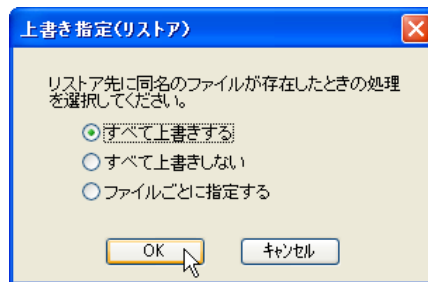 上書き指定(リストア)
リストア先に同名のファイルが存在したときの処理
を選択してください。
すべて上書きする
すべて上書きしない
ファイルごとに指定する
OK
キャンセル